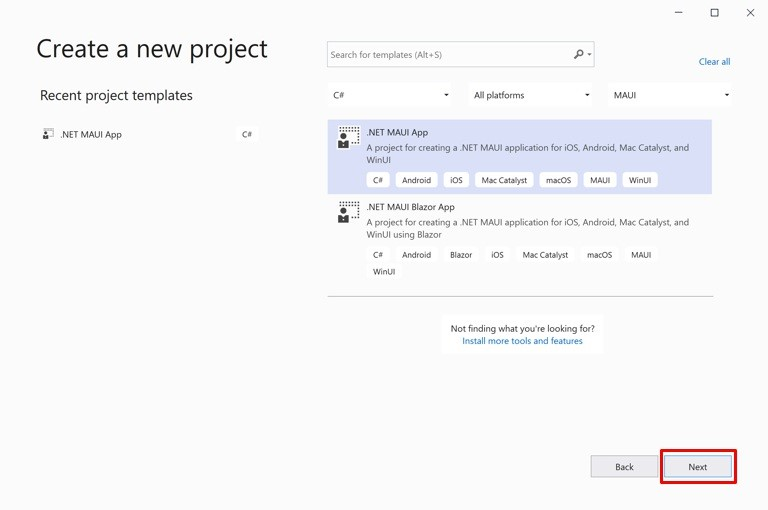 Create a new project
Search for templates (Alt+S)
Clear all
Recent project templates
C#
All platforms
MAUI
.NET MAUI App
C#
.NET MAUI App
A project for creating a .NET MAUI application for iOS, Android, Mac Catalyst, and
WinUI
C# Android iOS Mac Catalyst macOS MAUI WinUI
.NET MAUI Blazor App
A project for creating a .NET MAUI application for iOS, Android, Mac Catalyst, and
WinUI using Blazor
C# Android Blazor iOS Mac Catalyst macOS MAUI
WinUI
Not finding what you're looking for?
Install more tools and features
Back
Next